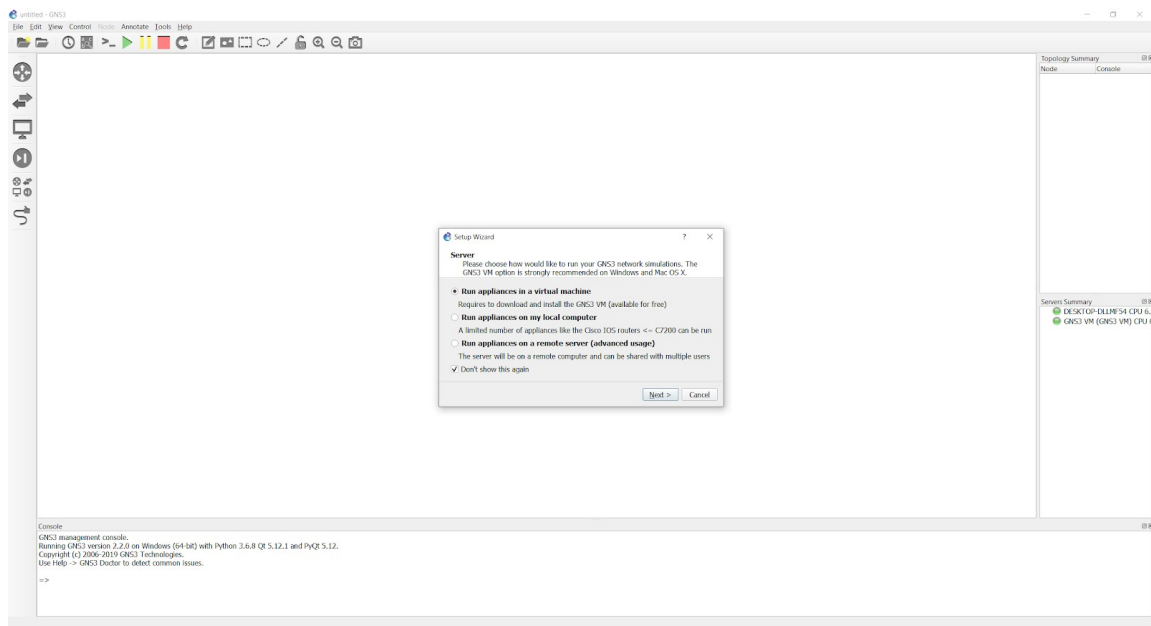 untitled - GNS3
File Edit View Control Node Annotate Tools Help
Topology Summary
Node Console
Setup Wizard ? ×
Server
Please choose how would like to run your GNS3 network simulations. The
GNS3 VM option is strongly recommended on Windows and Mac OS X.
Run appliances in a virtual machine
Requires to download and install the GNS3 VM (available for free)
Run appliances on my local computer
A limited number of appliances like the Cisco IOS routers <= C7200 can be run
Run appliances on a remote server (advanced usage)
The server will be on a remote computer and can be shared with multiple users
Don't show this again
Next > Cancel
Servers Summary
DESKTOP-DLLMF54 CPU 6.
GNS3 VM (GNS3 VM) CPU
Console
GNS3 management console.
Running GNS3 version 2.2.0 on Windows (64-bit) with Python 3.6.8 Qt 5.12.1 and PyQt 5.12.
Copyright (c) 2006-2019 GNS3 Technologies.
Use Help -> GNS3 Doctor to detect common issues.
=>